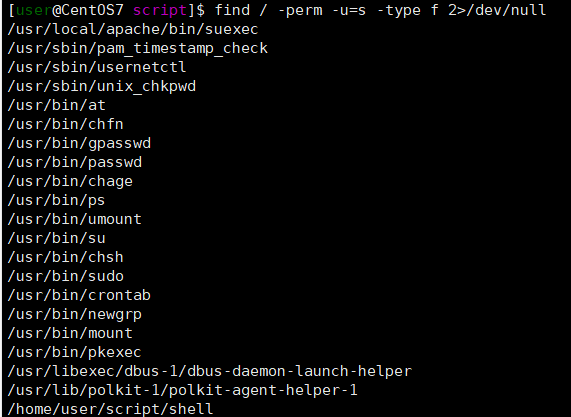 [user@CentOS7 script]$ find / -perm -u=s -type f 2>/dev/null
/usr/local/apache/bin/suexec
/usr/sbin/pam_timestamp_check
/usr/sbin/usernetctl
/usr/sbin/unix_chkpwd
/usr/bin/at
/usr/bin/chfn
/usr/bin/gpasswd
/usr/bin/passwd
/usr/bin/chage
/usr/bin/ps
/usr/bin/umount
/usr/bin/su
/usr/bin/chsh
/usr/bin/sudo
/usr/bin/crontab
/usr/bin/newgrp
/usr/bin/mount
/usr/bin/pkexec
/usr/libexec/dbus-1/dbus-daemon-launch-helper
/usr/lib/polkit-1/polkit-agent-helper-1
/home/user/script/shell